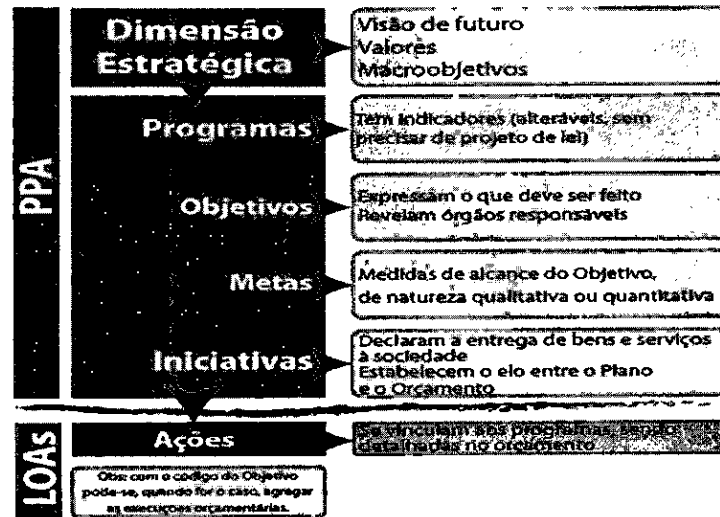 PPA
Dimensão
Estratégica
Visão de futuro
Valores
Macroobjetivos
Programas
Têm indicadores (alteráveis, sem
precisar de projeto de lei)
Objetivos
Expressam o que deve ser feito
Revelam órgãos responsáveis
Metas
Medidas de alcance do Objetivo,
de natureza qualitativa ou quantitativa
Iniciativas
Declaram a entrega de bens e serviços
à sociedade
Estabelecem o elo entre o Plano
e o Orçamento
LOAs
Ações
Se vinculam aos programas, sendo
detalhadas no orçamento
Obs: com o código do Objetivo
pode-se, quando for o caso, agregar
as execuções orçamentárias.